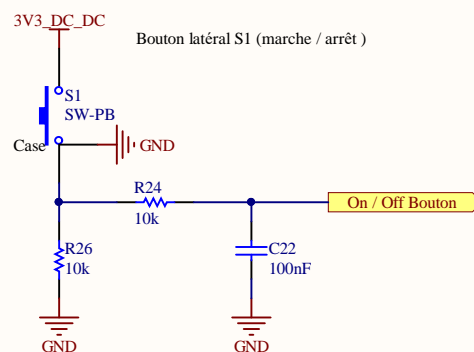 3V3_DC_DC
Bouton latéral S1 (marche / arrêt )
S1
SW-PB
Case
GND
R24
10k
On / Off Bouton
R26
10k
C22
100nF
GND
GND